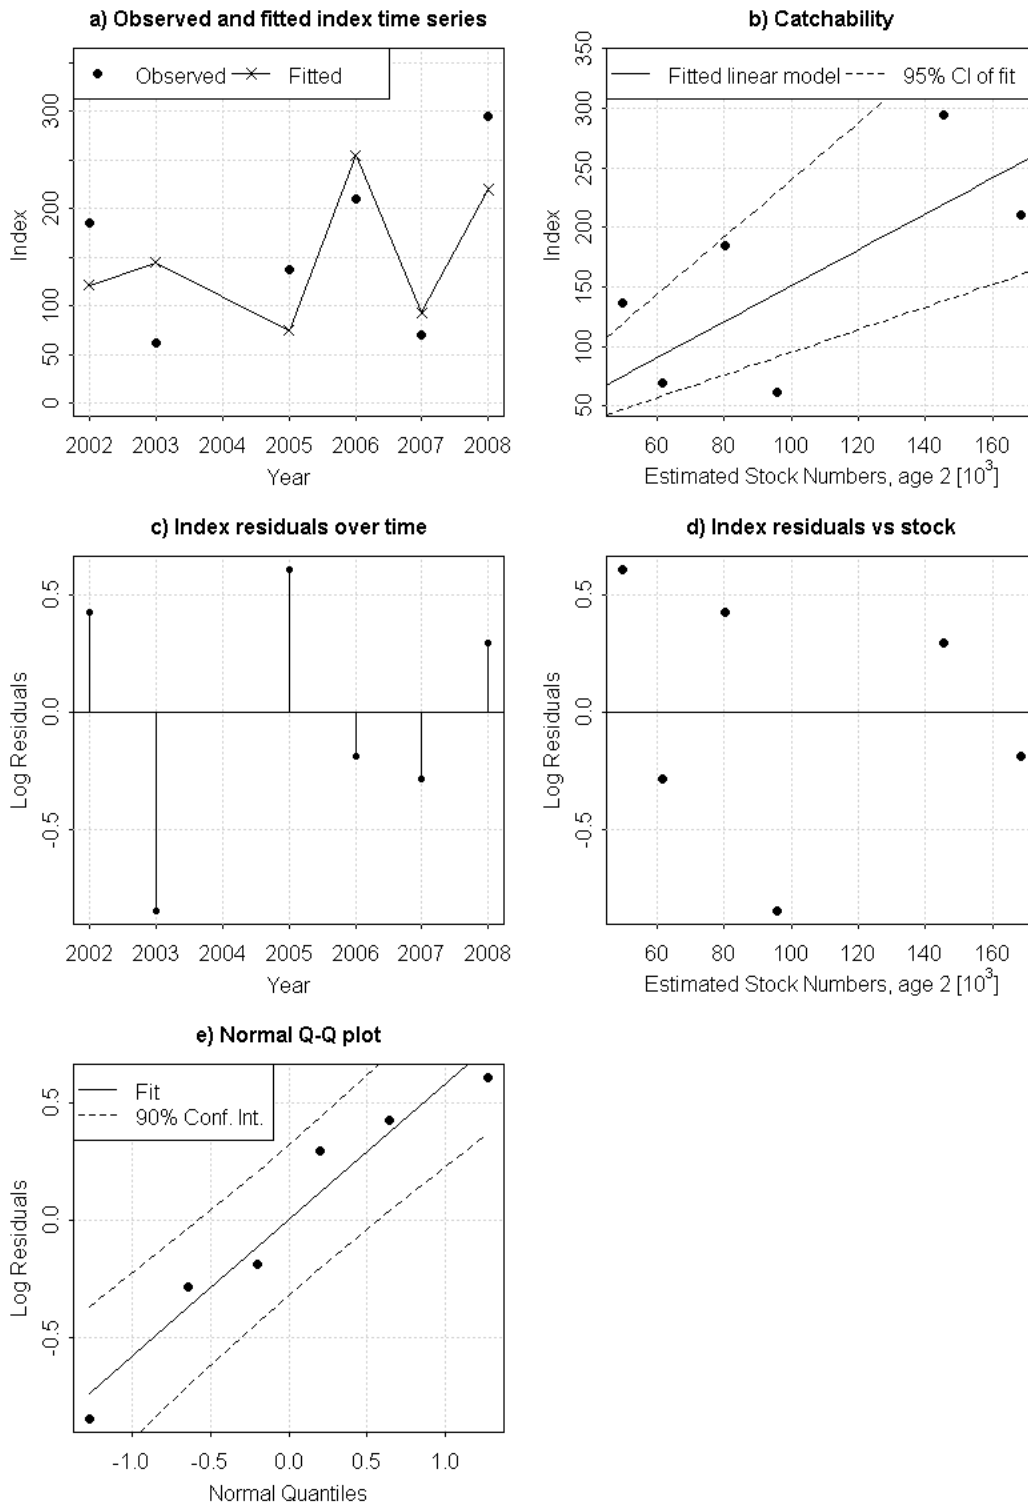 a) Observed and fitted index time series
Observed Fitted
300
200
100
50
0
Index
2002 2003 2004 2005 2006 2007 2008
Year
b) Catchability
Fitted linear model 95% CI of fit
350
300
250
200
150
100
50
Index
60 80 100 120 140 160
Estimated Stock Numbers, age 2 [10³]
c) Index residuals over time
0.5
0.0
-0.5
Log Residuals
2002 2003 2004 2005 2006 2007 2008
Year
d) Index residuals vs stock
0.5
0.0
-0.5
Log Residuals
60 80 100 120 140 160
Estimated Stock Numbers, age 2 [10³]
e) Normal Q-Q plot
Fit
90% Conf. Int.
0.5
0.0
-0.5
Log Residuals
-1.0 -0.5 0.0 0.5 1.0
Normal Quantiles